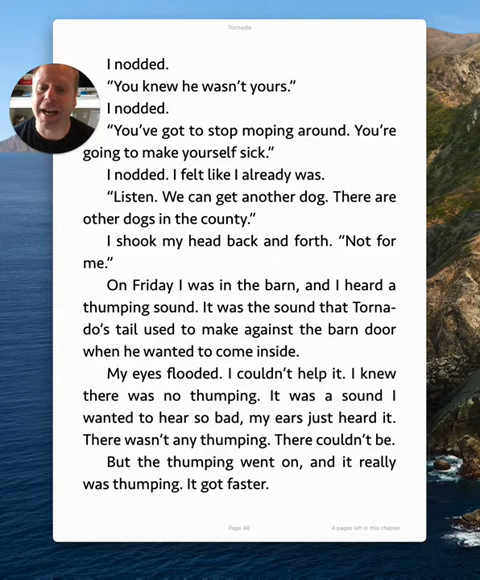 Tornado
I nodded.
“You knew he wasn’t yours.”
I nodded.
“You’ve got to stop moping around. You’re
going to make yourself sick.”
I nodded. I felt like I already was.
“Listen. We can get another dog. There are
other dogs in the county.”
I shook my head back and forth. “Not for
me.”
On Friday I was in the barn, and I heard a
thumping sound. It was the sound that Torna-
do’s tail used to make against the barn door
when he wanted to come inside.
My eyes flooded. I couldn’t help it. I knew
there was no thumping. It was a sound I
wanted to hear so bad, my ears just heard it.
There wasn’t any thumping. There couldn’t be.
But the thumping went on, and it really
was thumping. It got faster.
Page 46
4 pages left in this chapter